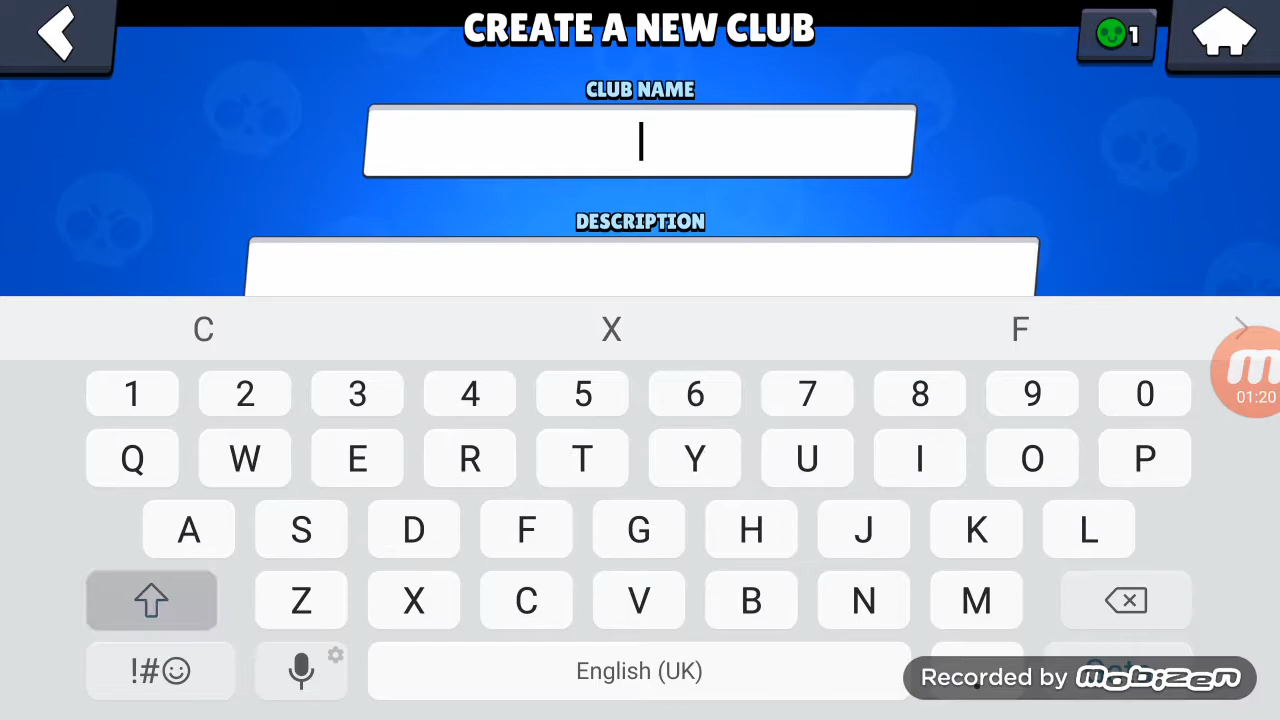 CREATE A NEW CLUB
1
CLUB NAME
DESCRIPTION
C X F
01:20
1 2 3 4 5 6 7 8 9 0
Q W E R T Y U I O P
A S D F G H J K L
Z X C V B N M
!#☺ English (UK)
Recorded by mobizen